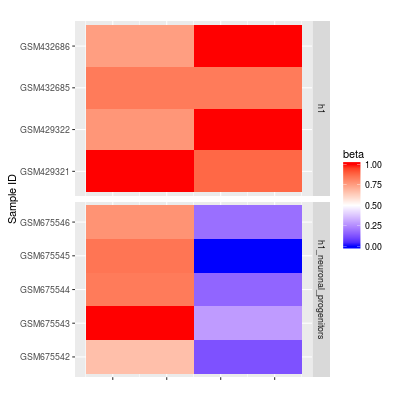 GSM432686
GSM432685
GSM429322
GSM429321
h1
GSM675546
GSM675545
GSM675544
GSM675543
GSM675542
h1_neuronal_progenitors
Sample ID
beta
1.00
0.75
0.50
0.25
0.00